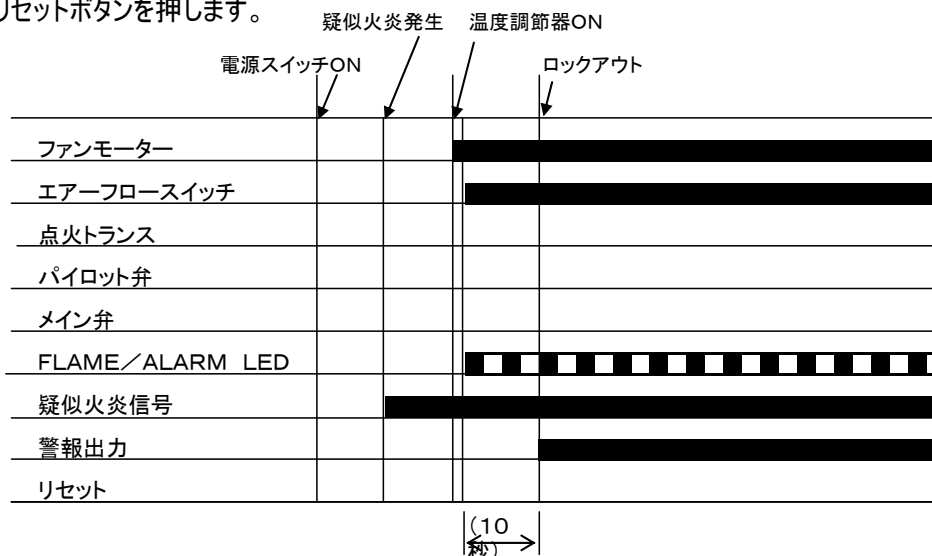 リセットボタンを押します。
疑似火炎発生 温度調節器ON
電源スイッチON ロックアウト
ファンモーター
エアーフロースイッチ
点火トランス
パイロット弁
メイン弁
FLAME／ALARM LED
疑似火炎信号
警報出力
リセット
(10
秒)